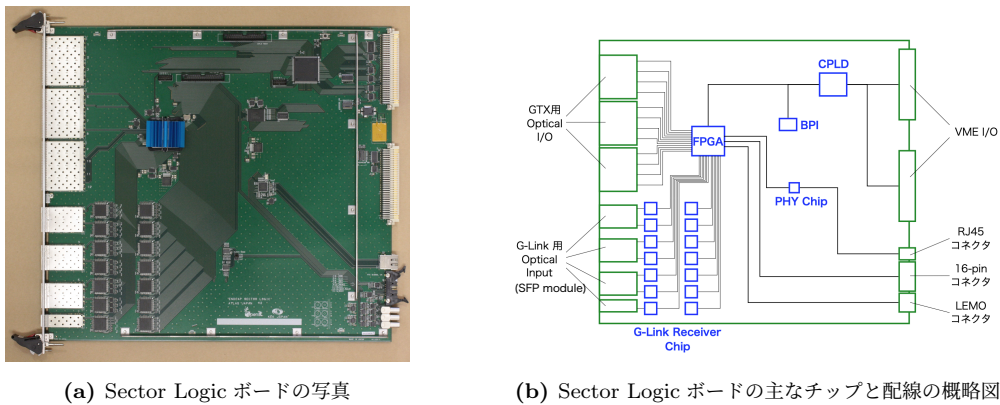 CPLD
GTX用
Optical
I/O
FPGA
BPI
VME I/O
PHY Chip
G-Link 用
Optical
Input
(SFP module)
RJ45
コネクタ
16-pin
コネクタ
LEMO
コネクタ
G-Link Receiver
Chip
(a) Sector Logic ボードの写真
(b) Sector Logic ボードの主なチップと配線の概略図